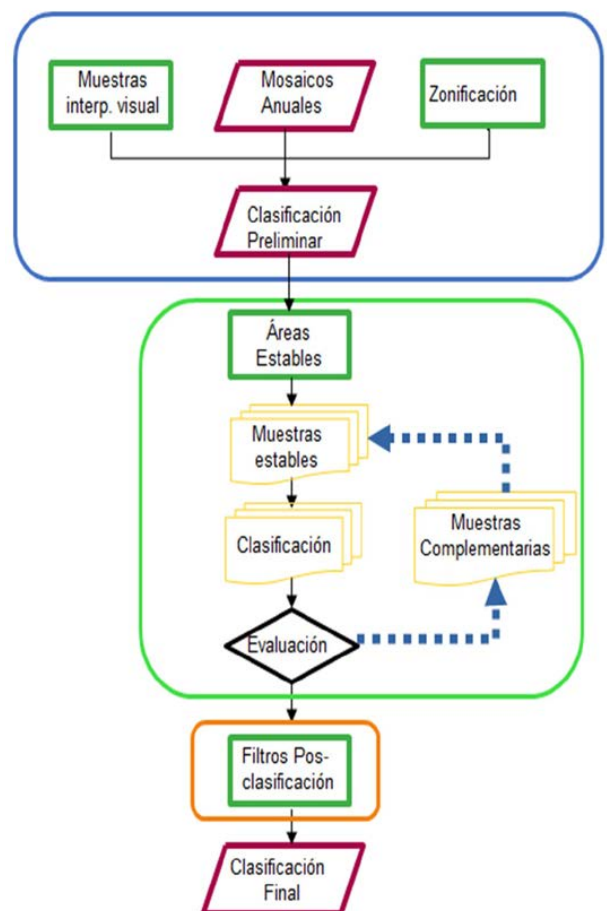 Muestras
interp. visual
Mosaicos
Anuales
Zonificación
Clasificación
Preliminar
Áreas
Estables
Muestras
estables
Clasificación
Muestras
Complementarias
Evaluación
Filtros Pos-
clasificación
Clasificación
Final